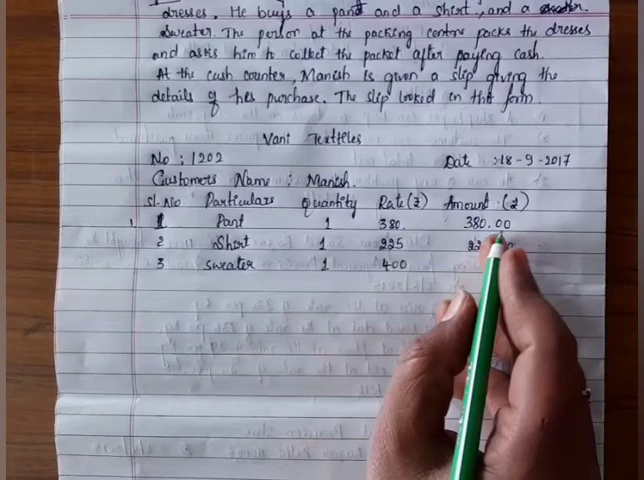 dresses. He buys a pant and a shirt, and a
sweater. The person at the packing centre packs the dresses
and asks him to collect the packet after paying cash.
At the cash counter, Manish is given a slip giving the
details of his purchase. The slip looked in this form.
Vani Textiles
No : 1202 Date :18-9-2017
Customers Name : Manish.
Sl. No Particulars Quantity Rate(₹) Amount (₹)
1 Pant 1 380. 380.00
2 Shirt 1 225
3 sweater 1 400